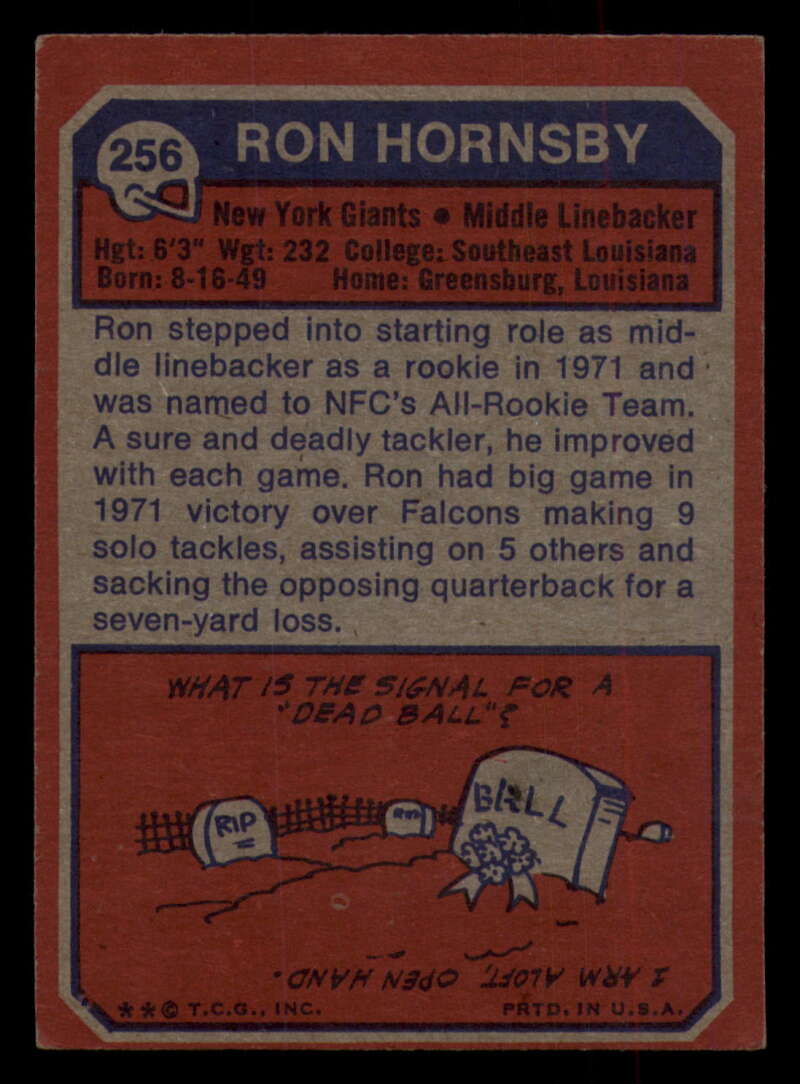 256
RON HORNSBY
New York Giants • Middle Linebacker
Hgt: 6'3" Wgt: 232 College: Southeast Louisiana
Born: 8-16-49 Home: Greensburg, Louisiana
Ron stepped into starting role as mid-
dle linebacker as a rookie in 1971 and
was named to NFC's All-Rookie Team.
A sure and deadly tackler, he improved
with each game. Ron had big game in
1971 victory over Falcons making 9
solo tackles, assisting on 5 others and
sacking the opposing quarterback for a
seven-yard loss.
WHAT IS THE SIGNAL FOR A
"DEAD BALL"?
BALL
RIP
RIP
1 ARM ALOFT, OPEN HAND.
**© T.C.G., INC. PRTD. IN U.S.A.